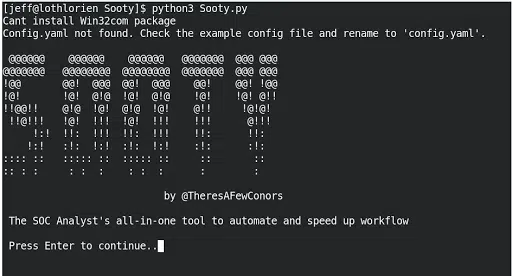 [jeff@lothlorien Sooty]$ python3 Sooty.py
Cant install Win32com package
Config.yaml not found. Check the example config file and rename to 'config.yaml'.
 @@@@@@    @@@@@@    @@@@@@   @@@@@@@  @@@ @@@
@@@@@@@   @@@@@@@@  @@@@@@@@  @@@@@@@  @@@ @@@
!@@       @@!  @@@  @@!  @@@    @@!    @@! !@@
!@!       !@!  @!@  !@!  @!@    !@!    !@! @!!
!!@@!!    @!@  !@!  @!@  !@!    @!!     !@!@!
 !!@!!!   !@!  !!!  !@!  !!!    !!!      @!!!
     !:!  !!:  !!!  !!:  !!!    !!:      !!:
    !:!   :!:  !:!  :!:  !:!    :!:      :!:
:::: ::   ::::: ::  ::::: ::     ::       ::
:: : :     : :  :    : :  :      :        :
by @TheresAFewConors
The SOC Analyst's all-in-one tool to automate and speed up workflow
Press Enter to continue..